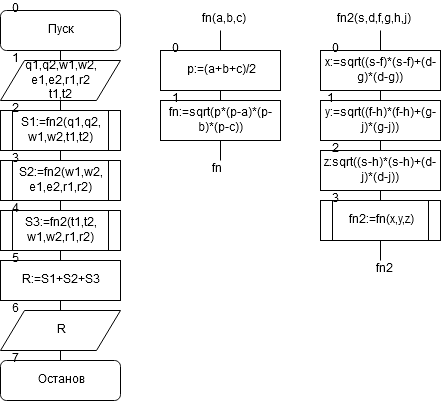 0
Пуск
1
q1,q2,w1,w2,
e1,e2,r1,r2
t1,t2
2
S1:=fn2(q1,q2,
w1,w2,t1,t2)
3
S2:=fn2(w1,w2,
e1,e2,r1,r2)
4
S3:=fn2(t1,t2,
w1,w2,r1,r2)
5
R:=S1+S2+S3
6
R
7
Останов
fn(a,b,c)
0
p:=(a+b+c)/2
1
fn:=sqrt(p*(p-a)*(p-
b)*(p-c))
fn
fn2(s,d,f,g,h,j)
0
x:=sqrt((s-f)*(s-f)+(d-
g)*(d-g))
1
y:=sqrt((f-h)*(f-h)+(g-
j)*(g-j))
2
z:sqrt((s-h)*(s-h)+(d-
j)*(d-j))
3
fn2:=fn(x,y,z)
fn2